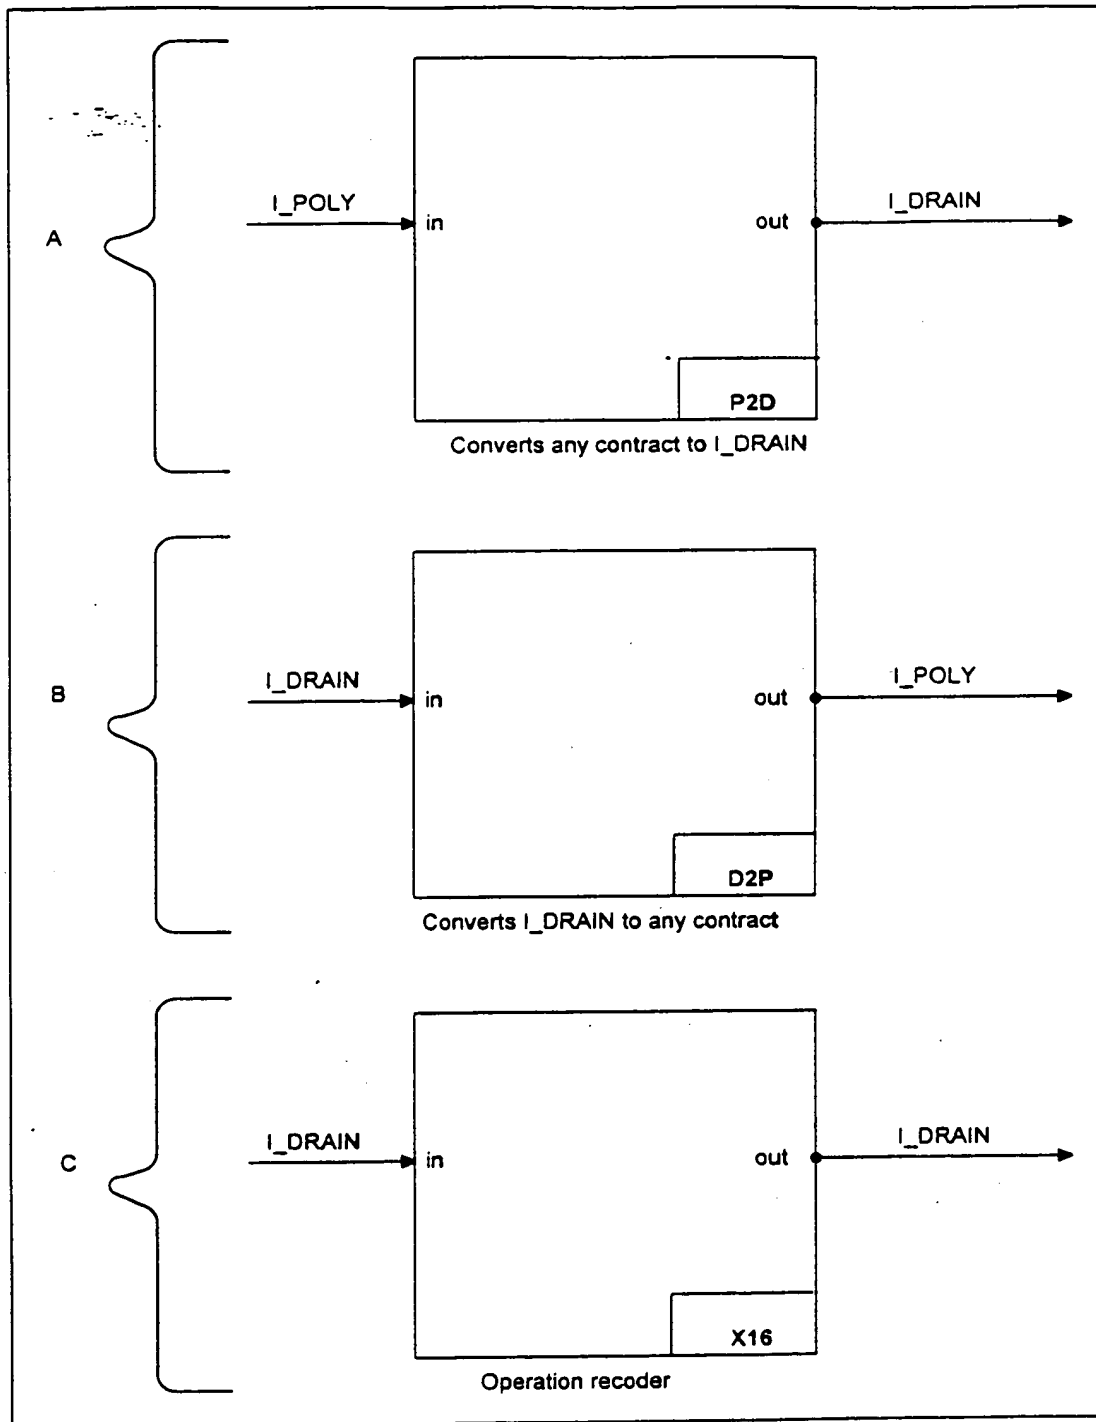 I_POLY
I_DRAIN
A
in
out
P2D
Converts any contract to I_DRAIN
I_DRAIN
I_POLY
B
in
out
D2P
Converts I_DRAIN to any contract
I_DRAIN
I_DRAIN
C
in
out
X16
Operation recoder